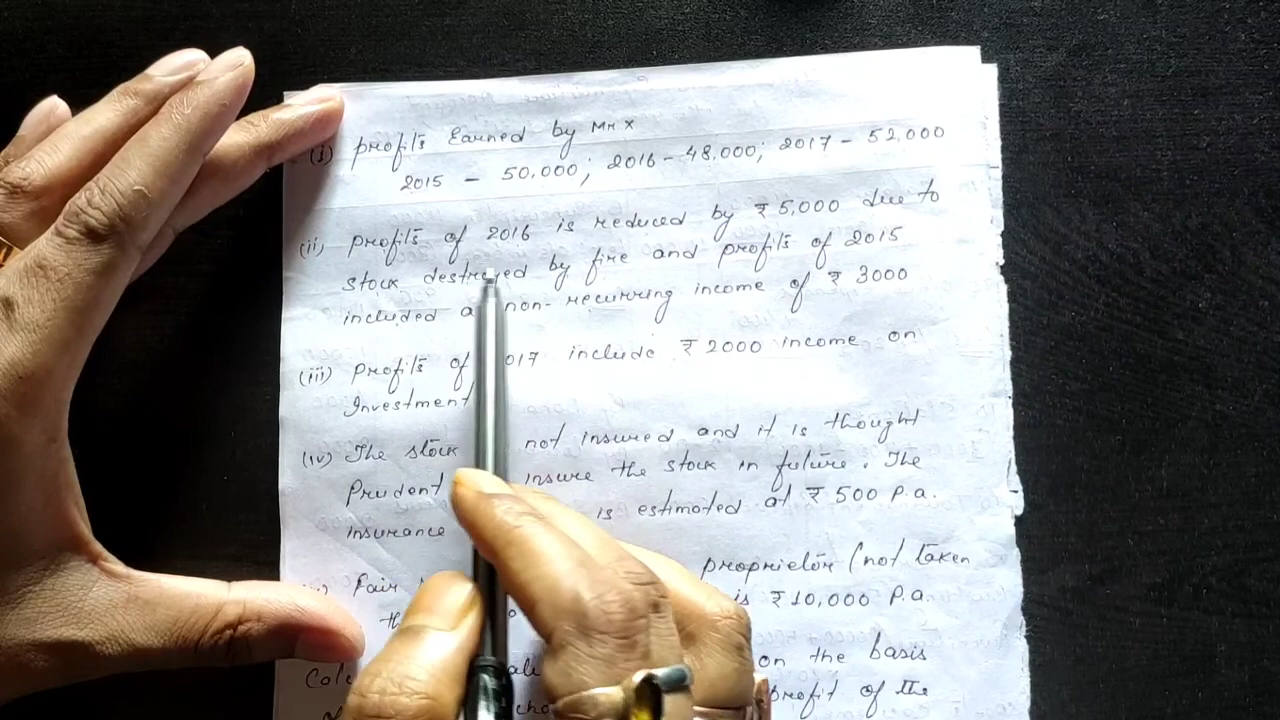 (i) profits Earned by Mr X
2015 - 50,000; 2016 - 48,000; 2017 - 52,000
(ii) profits of 2016 is reduced by ₹ 5,000 due to
stock destroyed by fire and profits of 2015
included a non-recurring income of ₹ 3000
(iii) Profits of 2017 include ₹ 2000 income on
Investment
(iv) The stock not insured and it is thought
Prudent insure the stock in future. The
insurance is estimated at ₹ 500 p.a.
Fair proprietor (not taken
is ₹ 10,000 p.a.
on the basis
profit of the